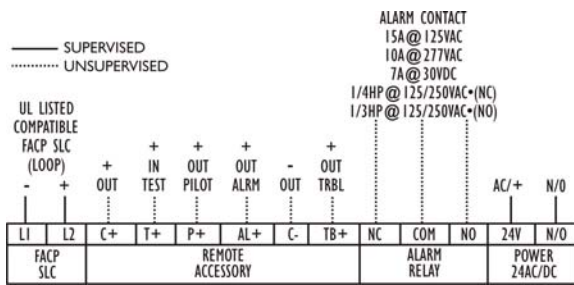 ALARM CONTACT
15A@125VAC
10A@277VAC
7A@30VDC
1/4HP@125/250VAC•(NC)
1/3HP@125/250VAC•(NO)
SUPERVISED
UNSUPERVISED
UL LISTED
COMPATIBLE
FACP SLC
(LOOP)
- +
+ OUT
+ IN TEST
+ OUT PILOT
+ OUT ALRM
- OUT
+ OUT TRBL
AC/+ N/O
L1 L2 C+ T+ P+ AL+ C- TB+ NC COM NO 24V N/O
FACP SLC
REMOTE ACCESSORY
ALARM RELAY
POWER 24AC/DC